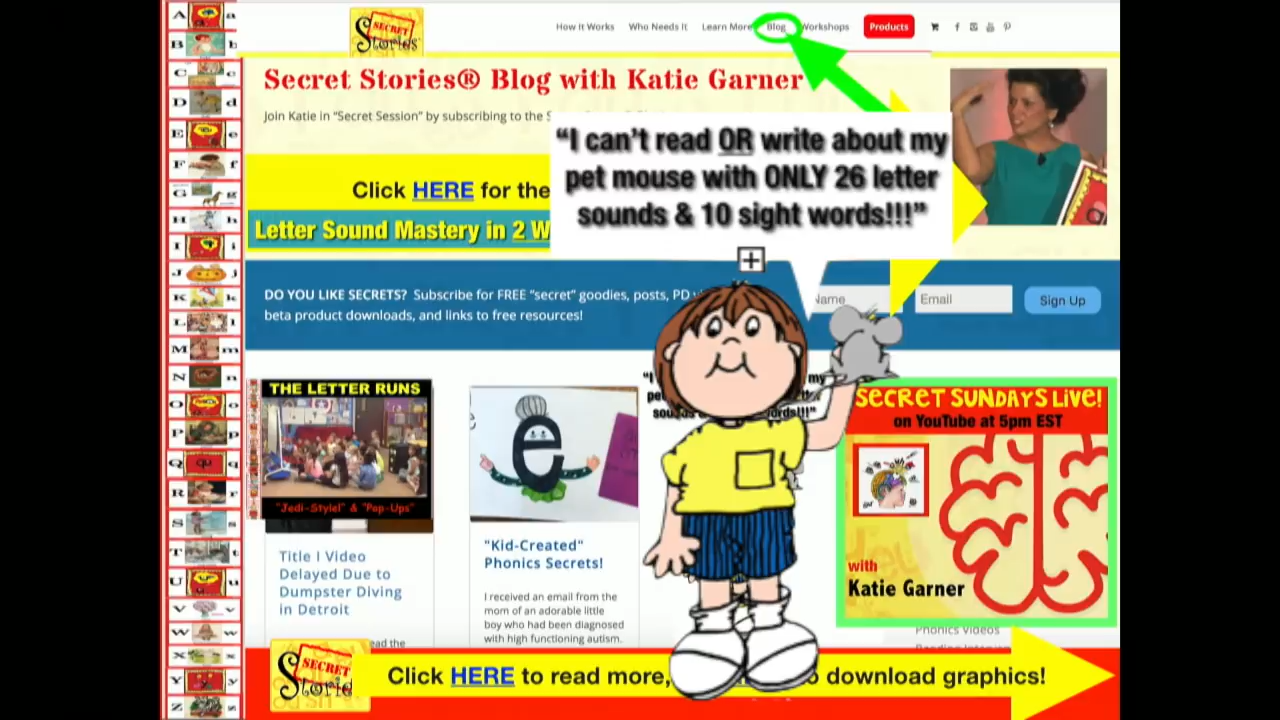 A a
B b
C c
D d
E e
F f
G g
H h
I i
J j
K k
L l
M m
N n
O o
P p
Q qu q
R r
S s
T t
U u
V v
W w
X x
Y y
Z z
SECRET
Stories
How It Works Who Needs It Learn More Blog Workshops Products
Secret Stories® Blog with Katie Garner
Join Katie in "Secret Session" by subscribing to the
"I can't read OR write about my
pet mouse with ONLY 26 letter
sounds & 10 sight words!!!"
Click HERE for the
Letter Sound Mastery in 2
DO YOU LIKE SECRETS? Subscribe for FREE "secret" goodies, posts, PD
beta product downloads, and links to free resources!
Name Email Sign Up
THE LETTER RUNS
"Jedi-Style!" & "Pop-Ups"
e
SECRET SUNDAYS LIVE!
on YouTube at 5pm EST
with
Katie Garner
Title I Video
Delayed Due to
Dumpster Diving
in Detroit
"Kid-Created"
Phonics Secrets!
I received an email from the
mom of an adorable little
boy who had been diagnosed
with high functioning autism.
Phonics Videos
SECRET
Click HERE to read more, download graphics!